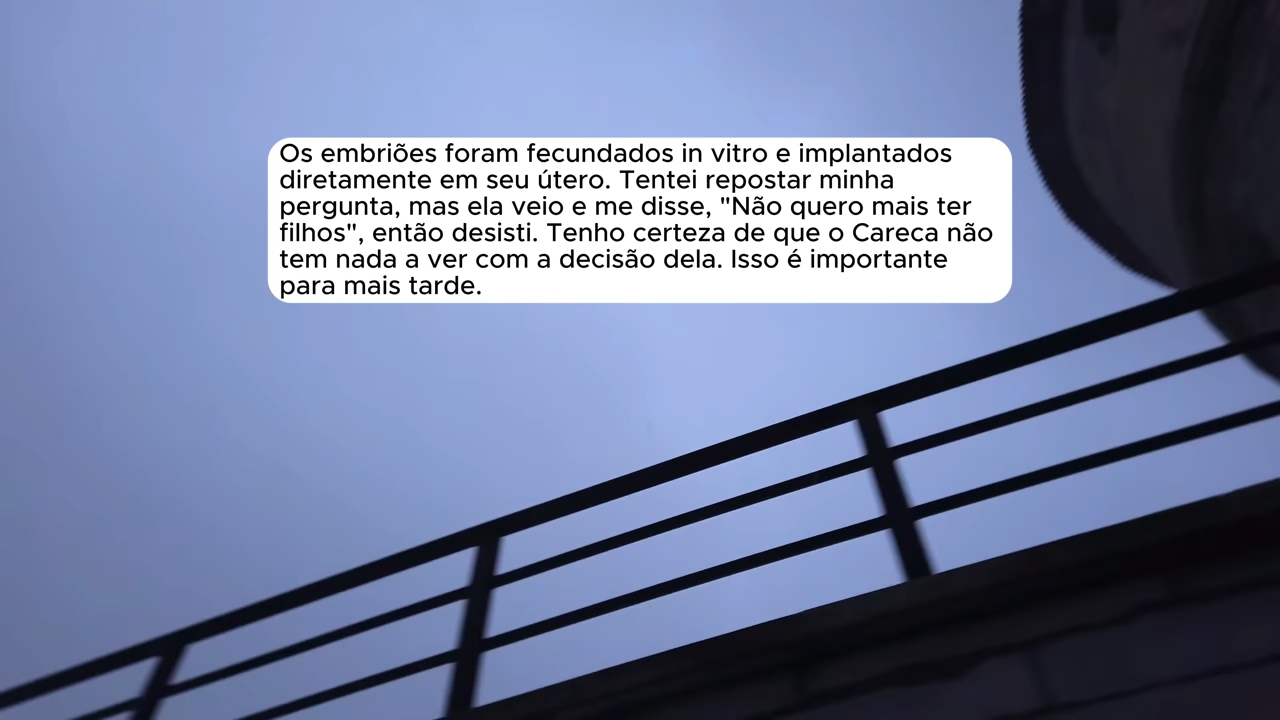 Os embriões foram fecundados in vitro e implantados
diretamente em seu útero. Tentei repostar minha
pergunta, mas ela veio e me disse, "Não quero mais ter
filhos", então desisti. Tenho certeza de que o Careca não
tem nada a ver com a decisão dela. Isso é importante
para mais tarde.